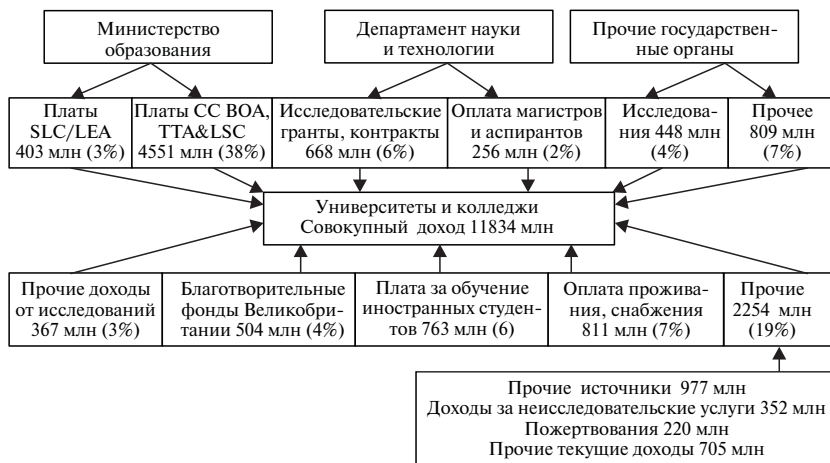 Министерство
образования
Департамент науки
и технологии
Прочие государствен-
ные органы
Платы
SLC/LEA
403 млн (3%)
Платы СС ВОА,
TTA&LSC
4551 млн (38%)
Исследовательские
гранты, контракты
668 млн (6%)
Оплата магистров
и аспирантов
256 млн (2%)
Исследова-
ния 448 млн
(4%)
Прочее
809 млн
(7%)
Университеты и колледжи
Совокупный доход 11834 млн
Прочие доходы
от исследований
367 млн (3%)
Благотворительные
фонды Великобри-
тании 504 млн (4%)
Плата за обучение
иностранных студен-
тов 763 млн (6)
Оплата прожива-
ния, снабжения
811 млн (7%)
Прочие
2254 млн
(19%)
Прочие источники 977 млн
Доходы за неисследовательские услуги 352 млн
Пожертвования 220 млн
Прочие текущие доходы 705 млн